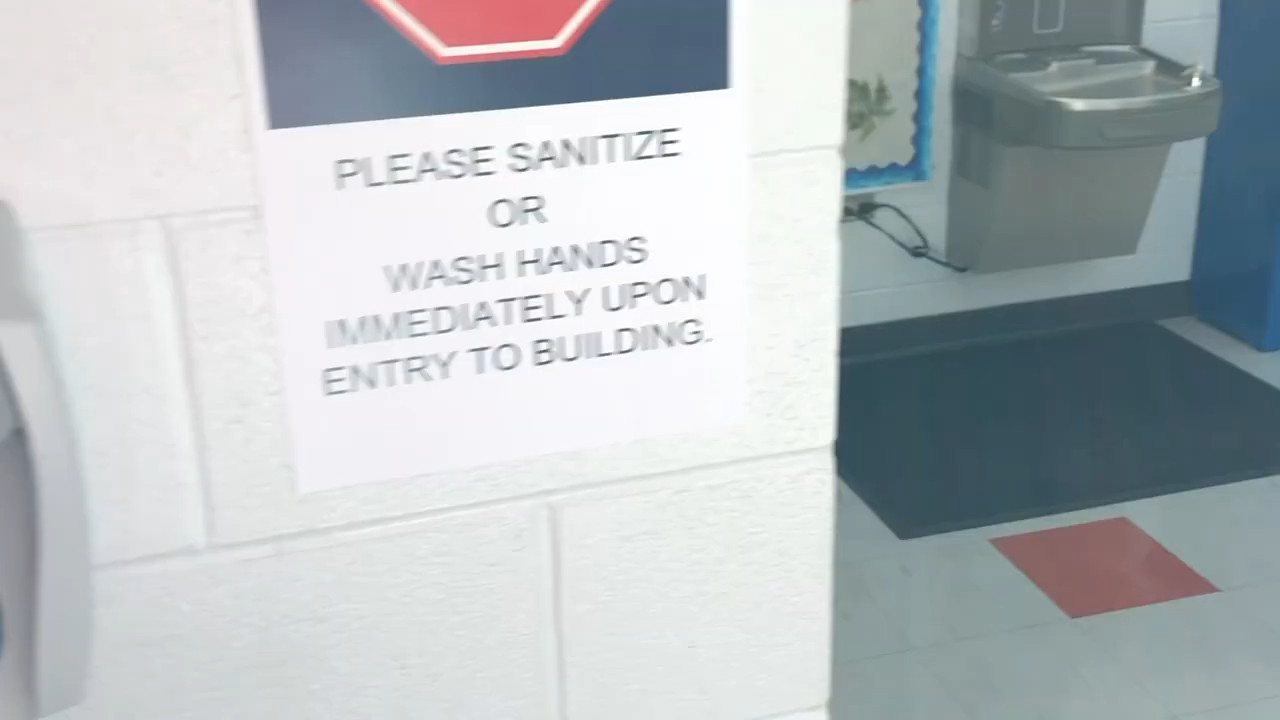 PLEASE SANITIZE
OR
WASH HANDS
IMMEDIATELY UPON
ENTRY TO BUILDING.